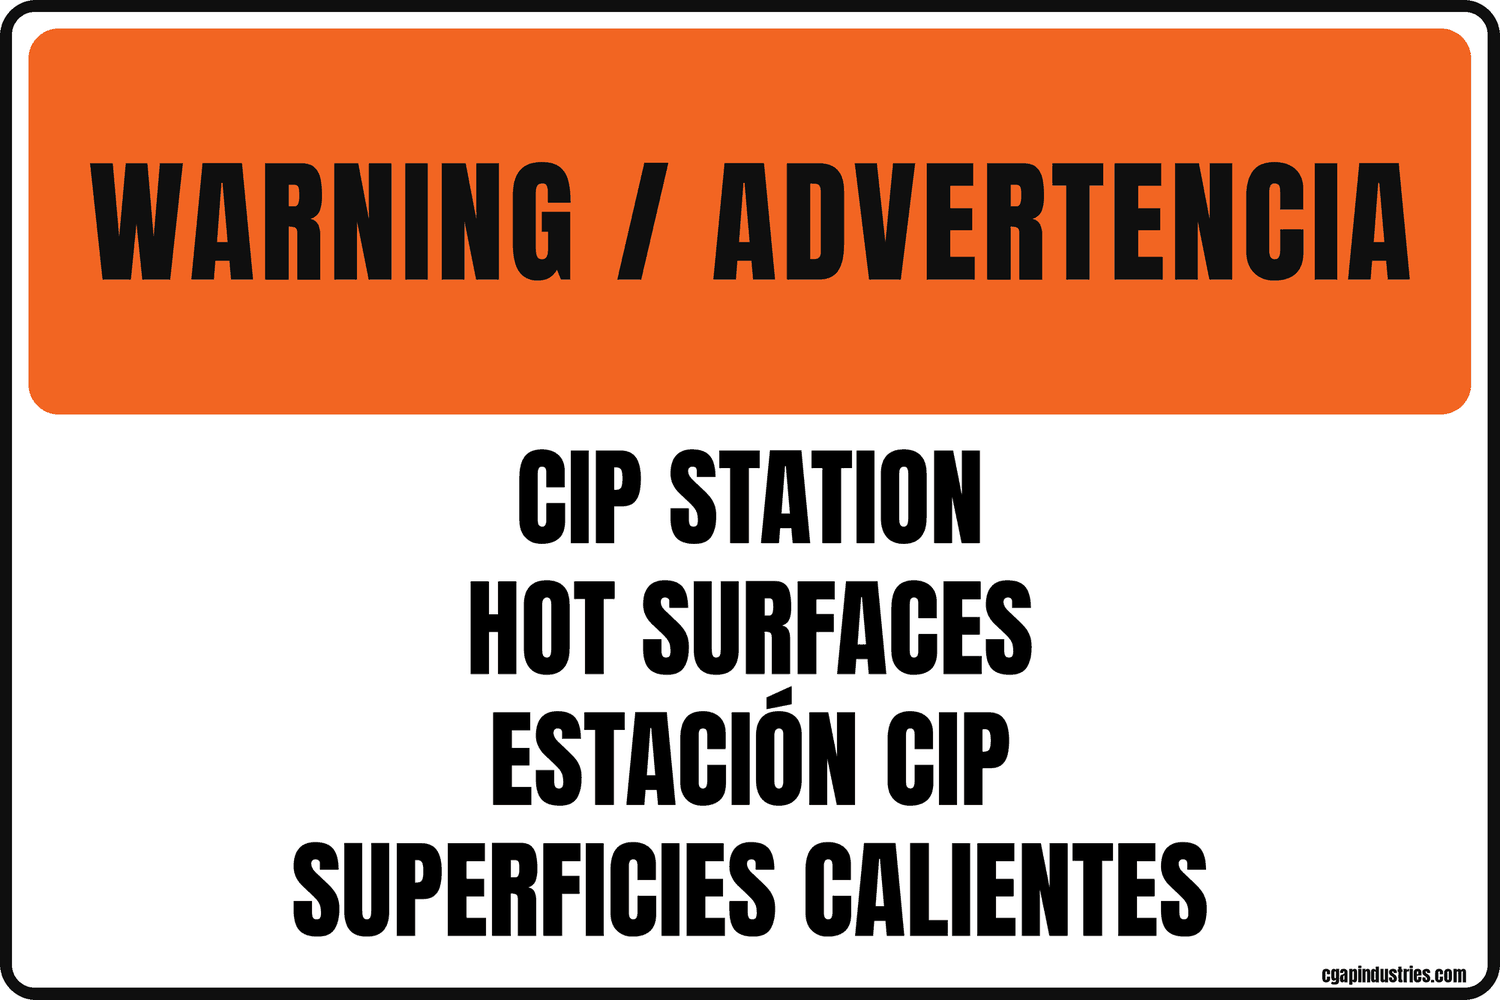 WARNING / ADVERTENCIA
CIP STATION
HOT SURFACES
ESTACIÓN CIP
SUPERFICIES CALIENTES
cgapindustries.com